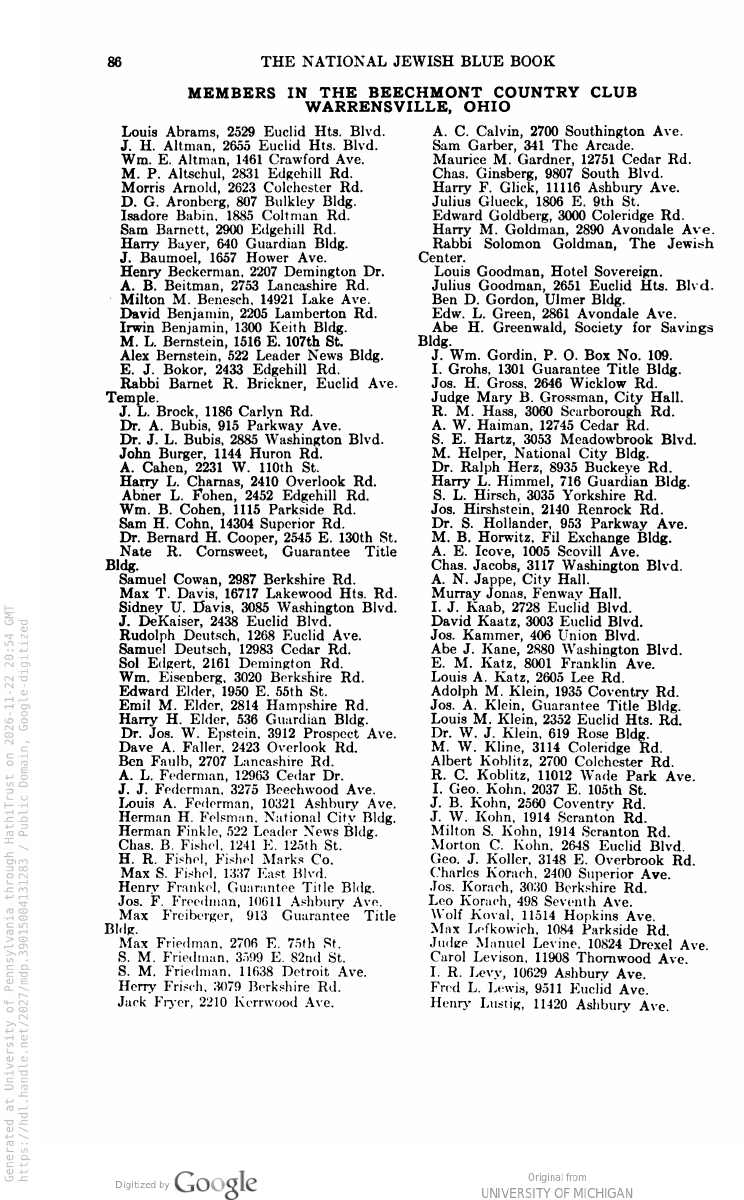 86
THE NATIONAL JEWISH BLUE BOOK
MEMBERS IN THE BEECHMONT COUNTRY CLUB
WARRENSVILLE, OHIO
Louis Abrams, 2529 Euclid Hts. Blvd.
J. H. Altman, 2655 Euclid Hts. Blvd.
Wm. E. Altman, 1461 Crawford Ave.
M. P. Altschul, 2831 Edgehill Rd.
Morris Arnold, 2623 Colchester Rd.
D. G. Aronberg, 807 Bulkley Bldg.
Isadore Babin, 1885 Coltman Rd.
Sam Barnett, 2900 Edgehill Rd.
Harry Bayer, 640 Guardian Bldg.
J. Baumoel, 1657 Hower Ave.
Henry Beckerman, 2207 Demington Dr.
A. B. Beitman, 2753 Lancashire Rd.
Milton M. Benesch, 14921 Lake Ave.
David Benjamin, 2205 Lamberton Rd.
Irwin Benjamin, 1300 Keith Bldg.
M. L. Bernstein, 1516 E. 107th St.
Alex Bernstein, 522 Leader News Bldg.
E. J. Bokor, 2433 Edgehill Rd.
Rabbi Barnet R. Brickner, Euclid Ave.
Temple.
J. L. Brock, 1186 Carlyn Rd.
Dr. A. Bubis, 915 Parkway Ave.
Dr. J. L. Bubis, 2885 Washington Blvd.
John Burger, 1144 Huron Rd.
A. Cahen, 2231 W. 110th St.
Harry L. Charnas, 2410 Overlook Rd.
Abner L. Fohen, 2452 Edgehill Rd.
Wm. B. Cohen, 1115 Parkside Rd.
Sam H. Cohn, 14304 Superior Rd.
Dr. Bernard H. Cooper, 2545 E. 130th St.
Nate R. Cornsweet, Guarantee Title
Bldg.
Samuel Cowan, 2987 Berkshire Rd.
Max T. Davis, 16717 Lakewood Hts. Rd.
Sidney U. Davis, 3085 Washington Blvd.
J. DeKaiser, 2438 Euclid Blvd.
Rudolph Deutsch, 1268 Euclid Ave.
Samuel Deutsch, 12983 Cedar Rd.
Sol Edgert, 2161 Demington Rd.
Wm. Eisenberg, 3020 Berkshire Rd.
Edward Elder, 1950 E. 55th St.
Emil M. Elder, 2814 Hampshire Rd.
Harry H. Elder, 536 Guardian Bldg.
Dr. Jos. W. Epstein, 3912 Prospect Ave.
Dave A. Faller, 2423 Overlook Rd.
Ben Faulb, 2707 Lancashire Rd.
A. L. Federman, 12963 Cedar Dr.
J. J. Federman, 3275 Beechwood Ave.
Louis A. Federman, 10321 Ashbury Ave.
Herman H. Felsman, National City Bldg.
Herman Finkle, 522 Leader News Bldg.
Chas. B. Fishel, 1241 E. 125th St.
H. R. Fishel, Fishel Marks Co.
Max S. Fishel, 1337 East Blvd.
Henry Frankel, Guarantee Title Bldg.
Jos. F. Freedman, 10611 Ashbury Ave.
Max Freiberger, 913 Guarantee Title
Bldg.
Max Friedman, 2706 E. 75th St.
S. M. Friedman, 3599 E. 82nd St.
S. M. Friedman, 11638 Detroit Ave.
Herry Frisch, 3079 Berkshire Rd.
Jack Fryer, 2210 Kerrwood Ave.
A. C. Calvin, 2700 Southington Ave.
Sam Garber, 341 The Arcade.
Maurice M. Gardner, 12751 Cedar Rd.
Chas. Ginsberg, 9807 South Blvd.
Harry F. Glick, 11116 Ashbury Ave.
Julius Glueck, 1806 E. 9th St.
Edward Goldberg, 3000 Coleridge Rd.
Harry M. Goldman, 2890 Avondale Ave.
Rabbi Solomon Goldman, The Jewish
Center.
Louis Goodman, Hotel Sovereign.
Julius Goodman, 2651 Euclid Hts. Blvd.
Ben D. Gordon, Ulmer Bldg.
Edw. L. Green, 2861 Avondale Ave.
Abe H. Greenwald, Society for Savings
Bldg.
J. Wm. Gordin, P. O. Box No. 109.
I. Grohs, 1301 Guarantee Title Bldg.
Jos. H. Gross, 2646 Wicklow Rd.
Judge Mary B. Grossman, City Hall.
R. M. Hass, 3060 Scarborough Rd.
A. W. Haiman, 12745 Cedar Rd.
S. E. Hartz, 3053 Meadowbrook Blvd.
M. Helper, National City Bldg.
Dr. Ralph Herz, 8935 Buckeye Rd.
Harry L. Himmel, 716 Guardian Bldg.
S. L. Hirsch, 3035 Yorkshire Rd.
Jos. Hirshstein, 2140 Renrock Rd.
Dr. S. Hollander, 953 Parkway Ave.
M. B. Horwitz, Fil Exchange Bldg.
A. E. Icove, 1005 Scovill Ave.
Chas. Jacobs, 3117 Washington Blvd.
A. N. Jappe, City Hall.
Murray Jonas, Fenway Hall.
I. J. Kaab, 2728 Euclid Blvd.
David Kaatz, 3003 Euclid Blvd.
Jos. Kammer, 406 Union Blvd.
Abe J. Kane, 2880 Washington Blvd.
E. M. Katz, 8001 Franklin Ave.
Louis A. Katz, 2605 Lee Rd.
Adolph M. Klein, 1935 Coventry Rd.
Jos. A. Klein, Guarantee Title Bldg.
Louis M. Klein, 2352 Euclid Hts. Rd.
Dr. W. J. Klein, 619 Rose Bldg.
M. W. Kline, 3114 Coleridge Rd.
Albert Koblitz, 2700 Colchester Rd.
R. C. Koblitz, 11012 Wade Park Ave.
I. Geo. Kohn, 2037 E. 105th St.
J. B. Kohn, 2560 Coventry Rd.
J. W. Kohn, 1914 Scranton Rd.
Milton S. Kohn, 1914 Scranton Rd.
Morton C. Kohn, 2648 Euclid Blvd.
Geo. J. Koller, 3148 E. Overbrook Rd.
Charles Korach, 2400 Superior Ave.
Jos. Korach, 3030 Berkshire Rd.
Leo Korach, 498 Seventh Ave.
Wolf Koval, 11514 Hopkins Ave.
Max Lefkowich, 1084 Parkside Rd.
Judge Manuel Levine, 10824 Drexel Ave.
Carol Levison, 11908 Thornwood Ave.
I. R. Levy, 10629 Ashbury Ave.
Fred L. Lewis, 9511 Euclid Ave.
Henry Lustig, 11420 Ashbury Ave.
Generated at University of Pennsylvania through HathiTrust on 2026-11-22 20:54 GMT
https://hdl.handle.net/2027/mdp.39015004131283 / Public Domain, Google-digitized
Digitized by Google
Original from
UNIVERSITY OF MICHIGAN